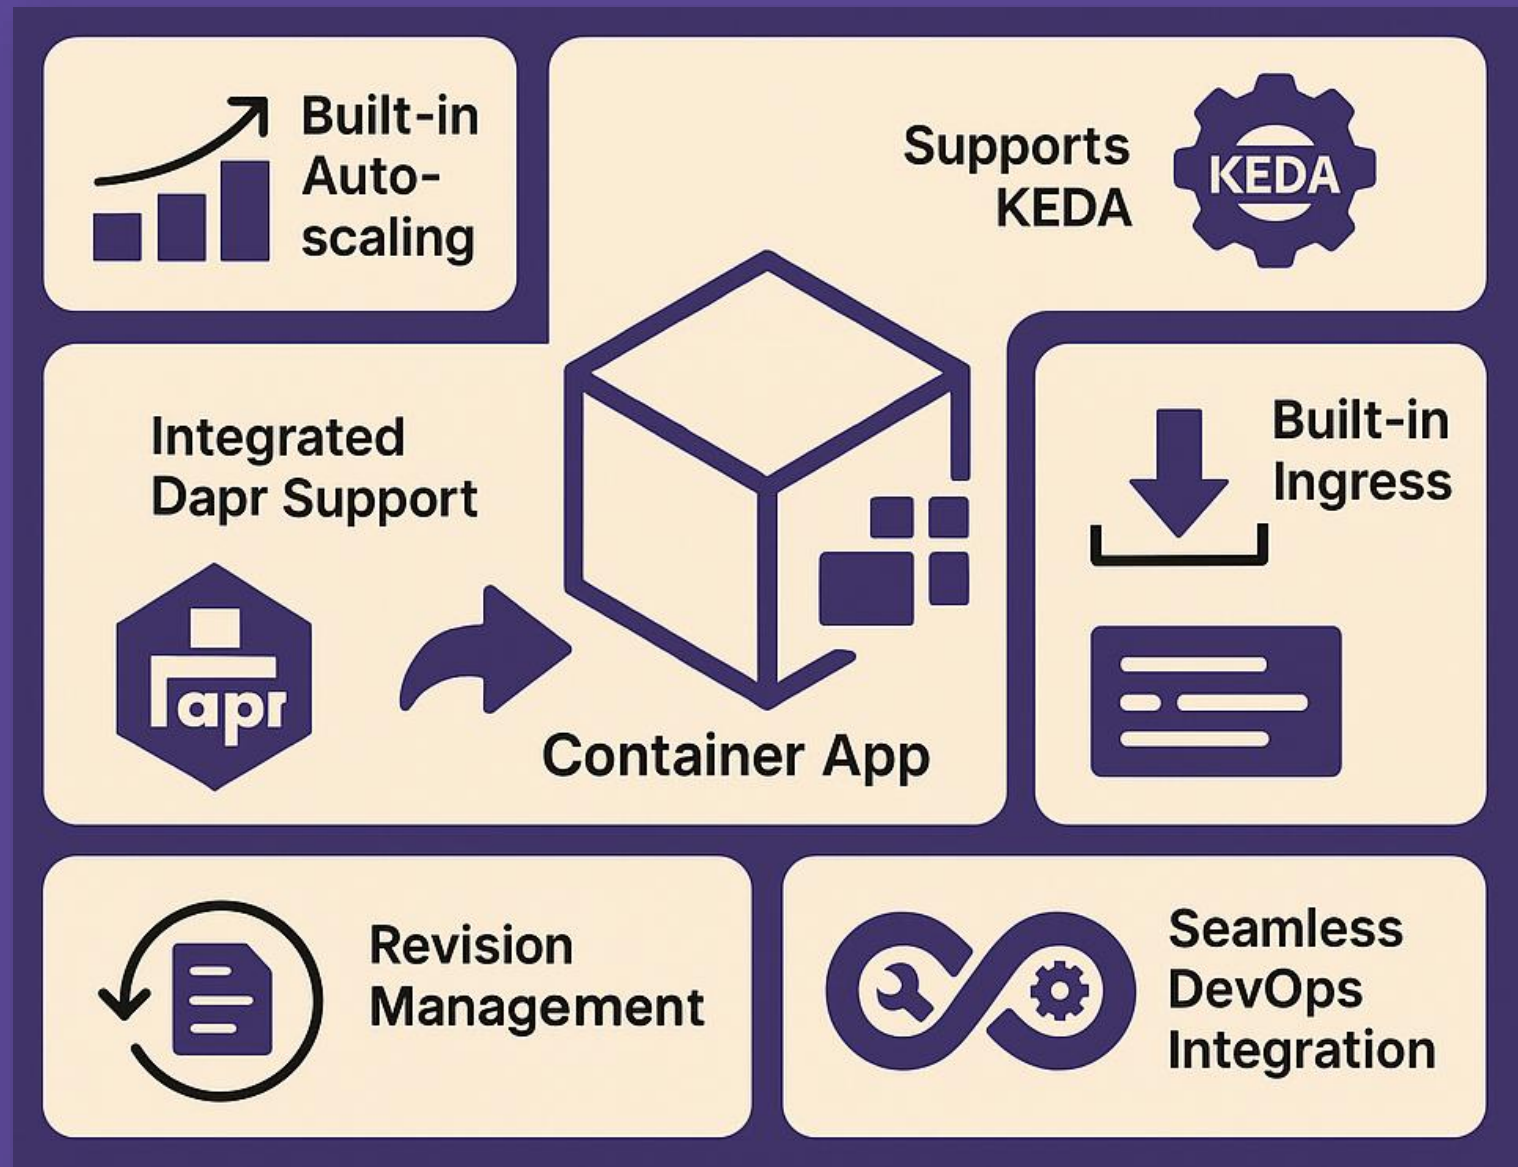 Built-in
Auto-
scaling
Supports
KEDA
KEDA
Integrated
Dapr Support
apr
Container App
Built-in
Ingress
Revision
Management
Seamless
DevOps
Integration